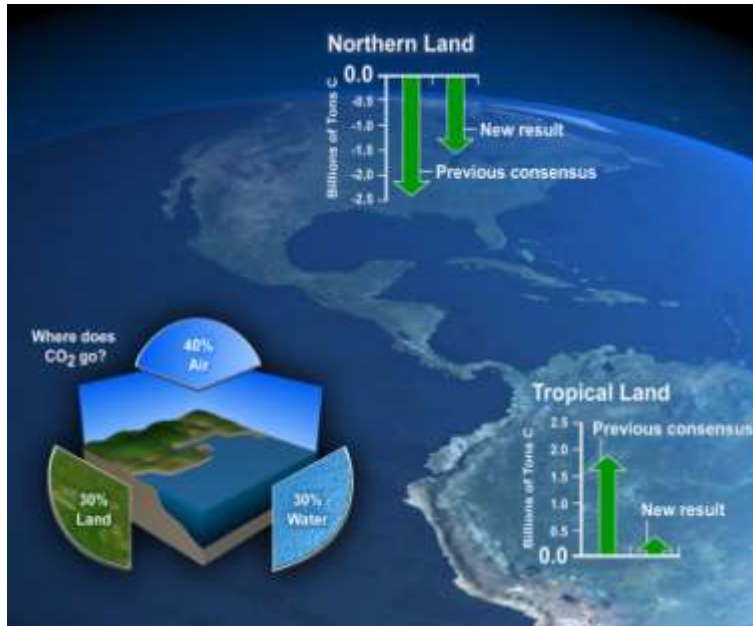 Northern Land
Billions of Tons C
0.0
-0.5
-1.0
-1.5
-2.0
-2.5
New result
Previous consensus
Where does
CO2 go?
40%
Air
30%
Land
30%
Water
Tropical Land
Billions of Tons C
2.5
2.0
1.5
1.0
0.5
0.0
Previous consensus
New result